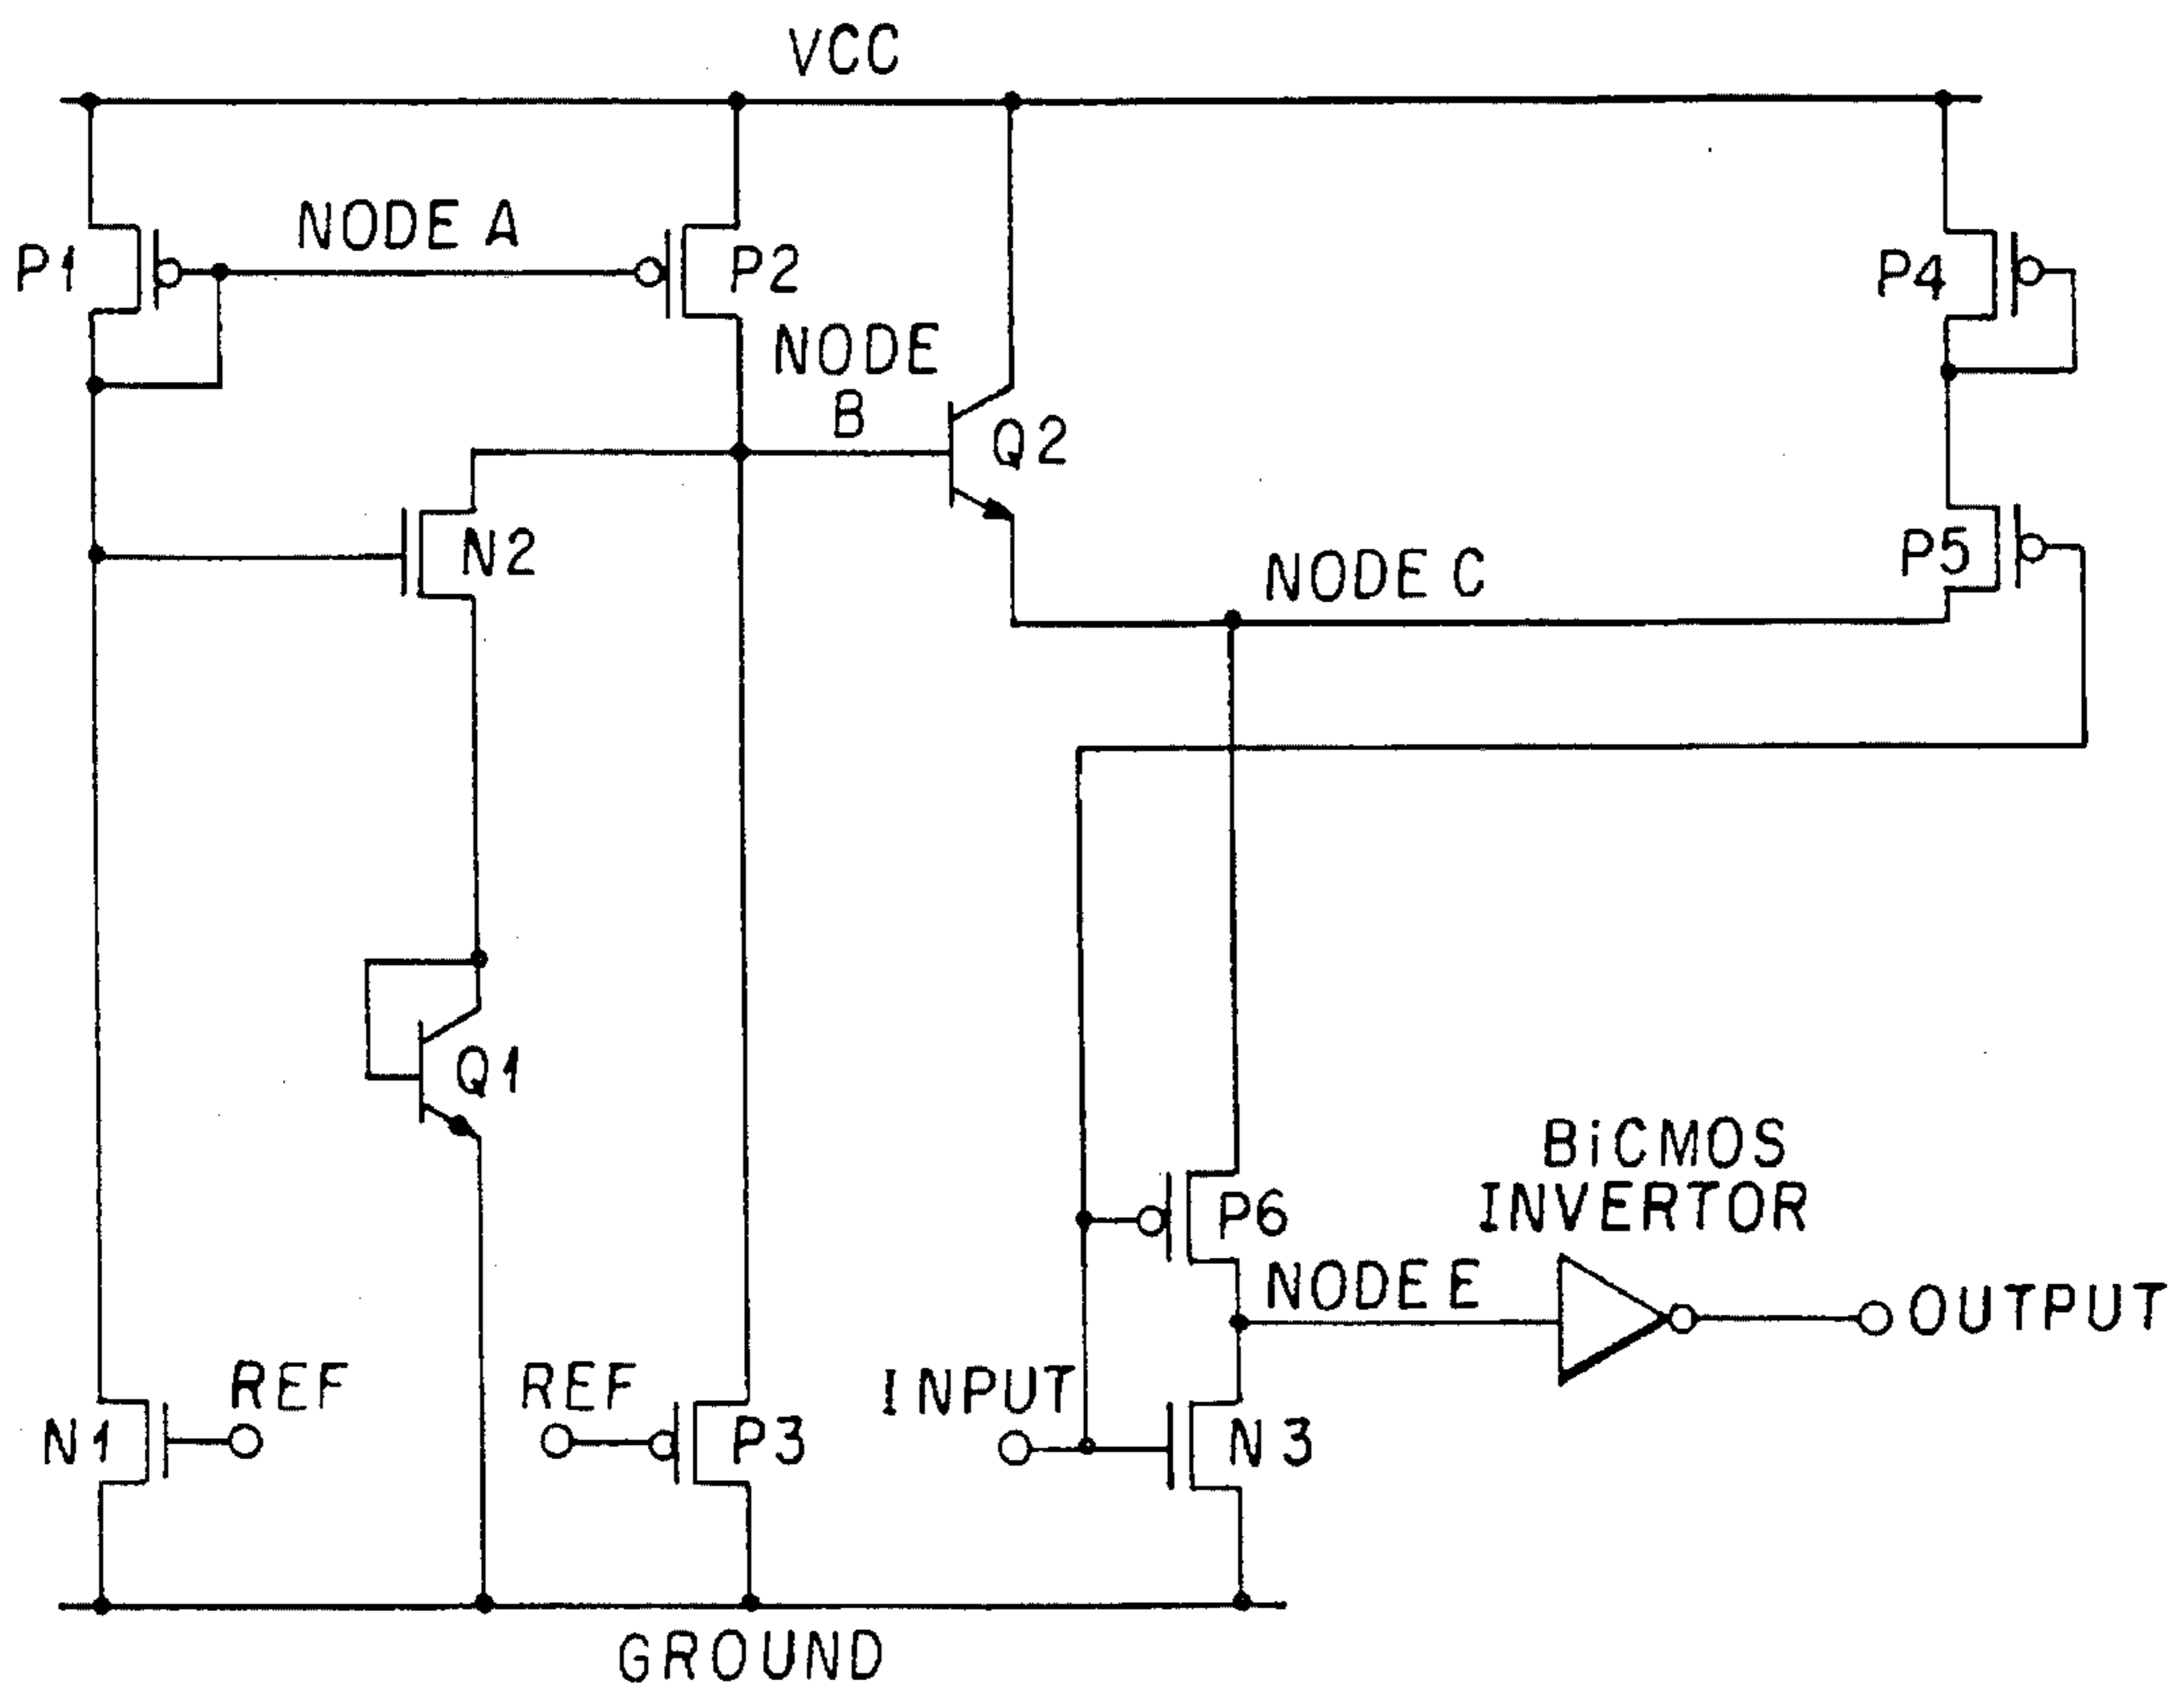 VCC
NODE A
P1
P2
P4
NODE
B
Q2
N2
NODE C
P5
Q1
BiCMOS
INVERTOR
P6
NODE E
OUTPUT
REF
REF
INPUT
N1
P3
N3
GROUND